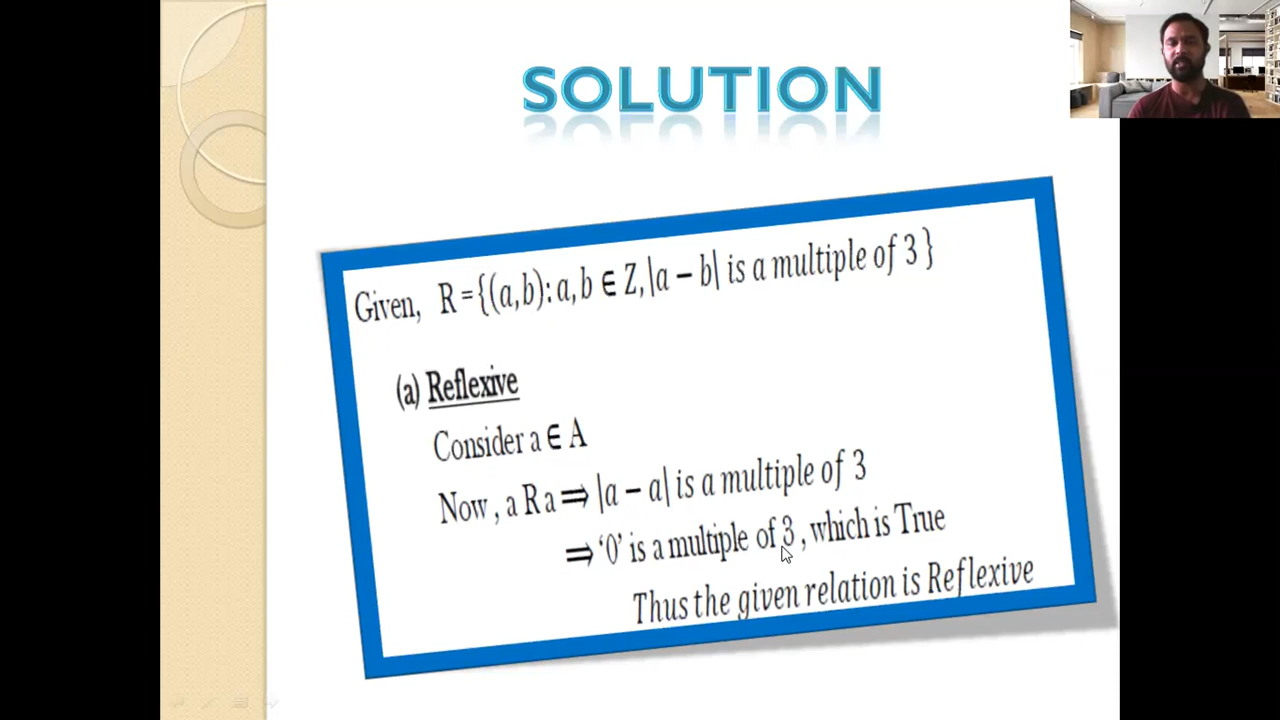 SOLUTION
Given, R = {(a,b): a,b ∈ Z, |a − b| is a multiple of 3 }
(a) Reflexive
Consider a ∈ A
Now , a R a ⟹ |a − a| is a multiple of 3
⟹ ‘0’ is a multiple of 3 , which is True
Thus the given relation is Reflexive